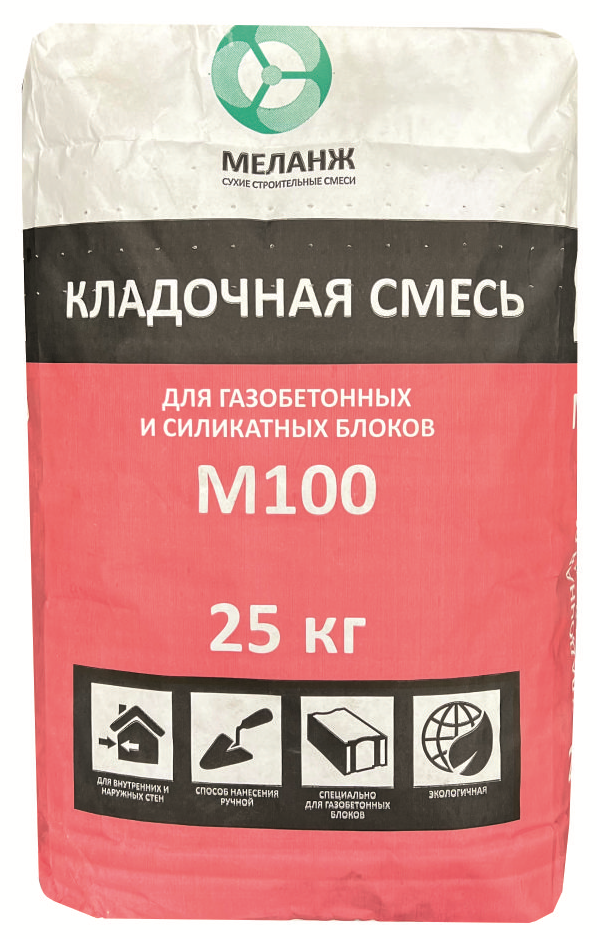 МЕЛАНЖ
СУХИЕ СТРОИТЕЛЬНЫЕ СМЕСИ
КЛАДОЧНАЯ СМЕСЬ
ДЛЯ ГАЗОБЕТОННЫХ
И СИЛИКАТНЫХ БЛОКОВ
М100
25 кг
ДЛЯ ВНУТРЕННИХ И
НАРУЖНЫХ СТЕН
СПОСОБ НАНЕСЕНИЯ
РУЧНОЙ
СПЕЦИАЛЬНО
ДЛЯ ГАЗОБЕТОННЫХ
БЛОКОВ
ЭКОЛОГИЧНАЯ